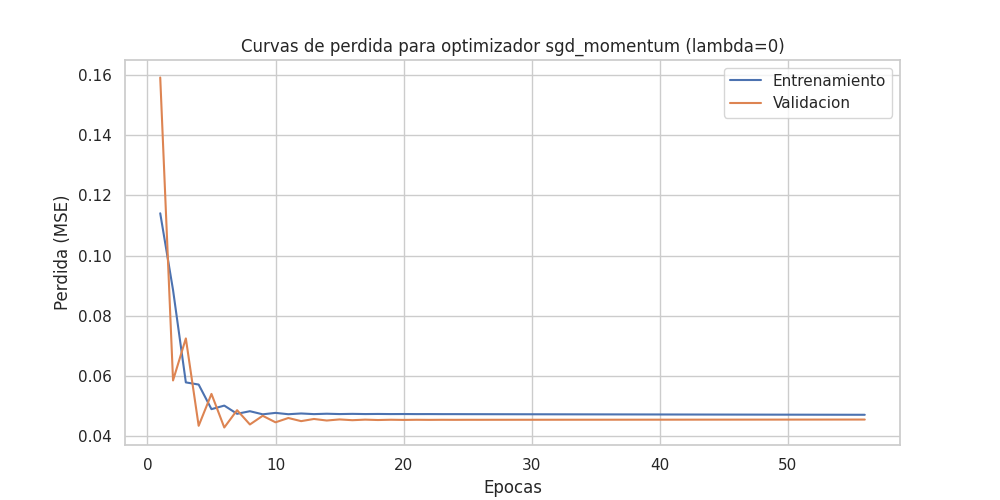 Curvas de perdida para optimizador sgd_momentum (lambda=0)
Entrenamiento
Validacion
Perdida (MSE)
0.16
0.14
0.12
0.10
0.08
0.06
0.04
0
10
20
30
40
50
Epocas